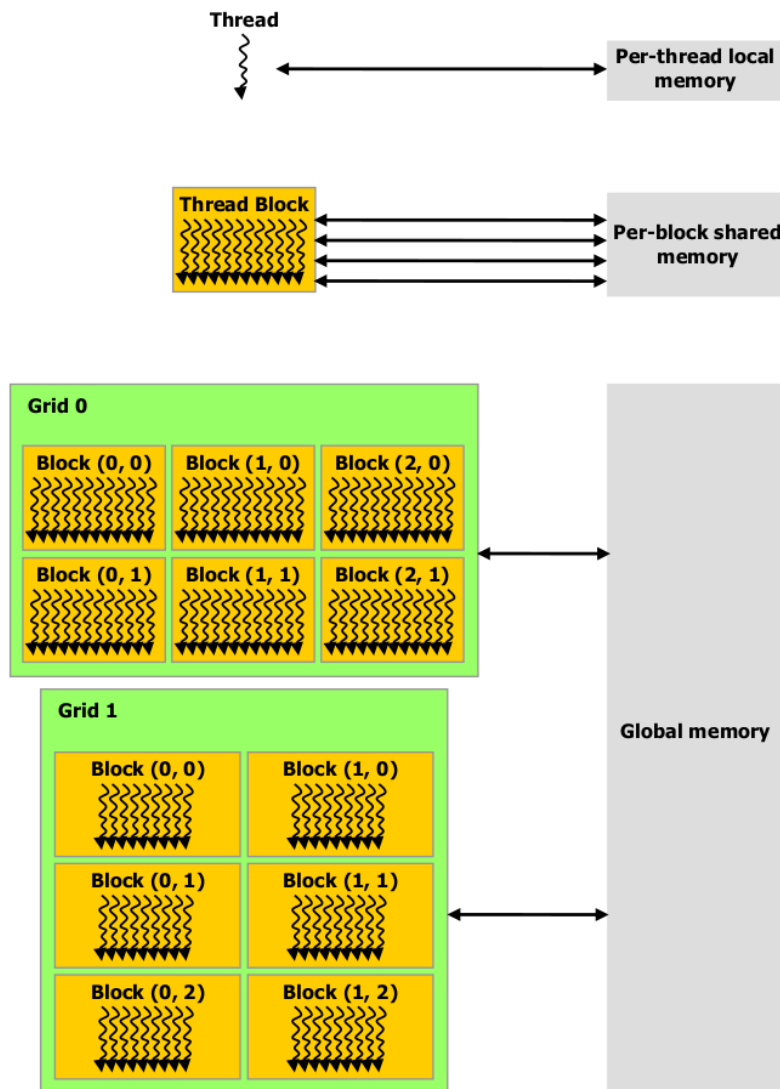 Thread
Per-thread local
memory
Thread Block
Per-block shared
memory
Grid 0
Block (0, 0)
Block (1, 0)
Block (2, 0)
Block (0, 1)
Block (1, 1)
Block (2, 1)
Grid 1
Global memory
Block (0, 0)
Block (1, 0)
Block (0, 1)
Block (1, 1)
Block (0, 2)
Block (1, 2)